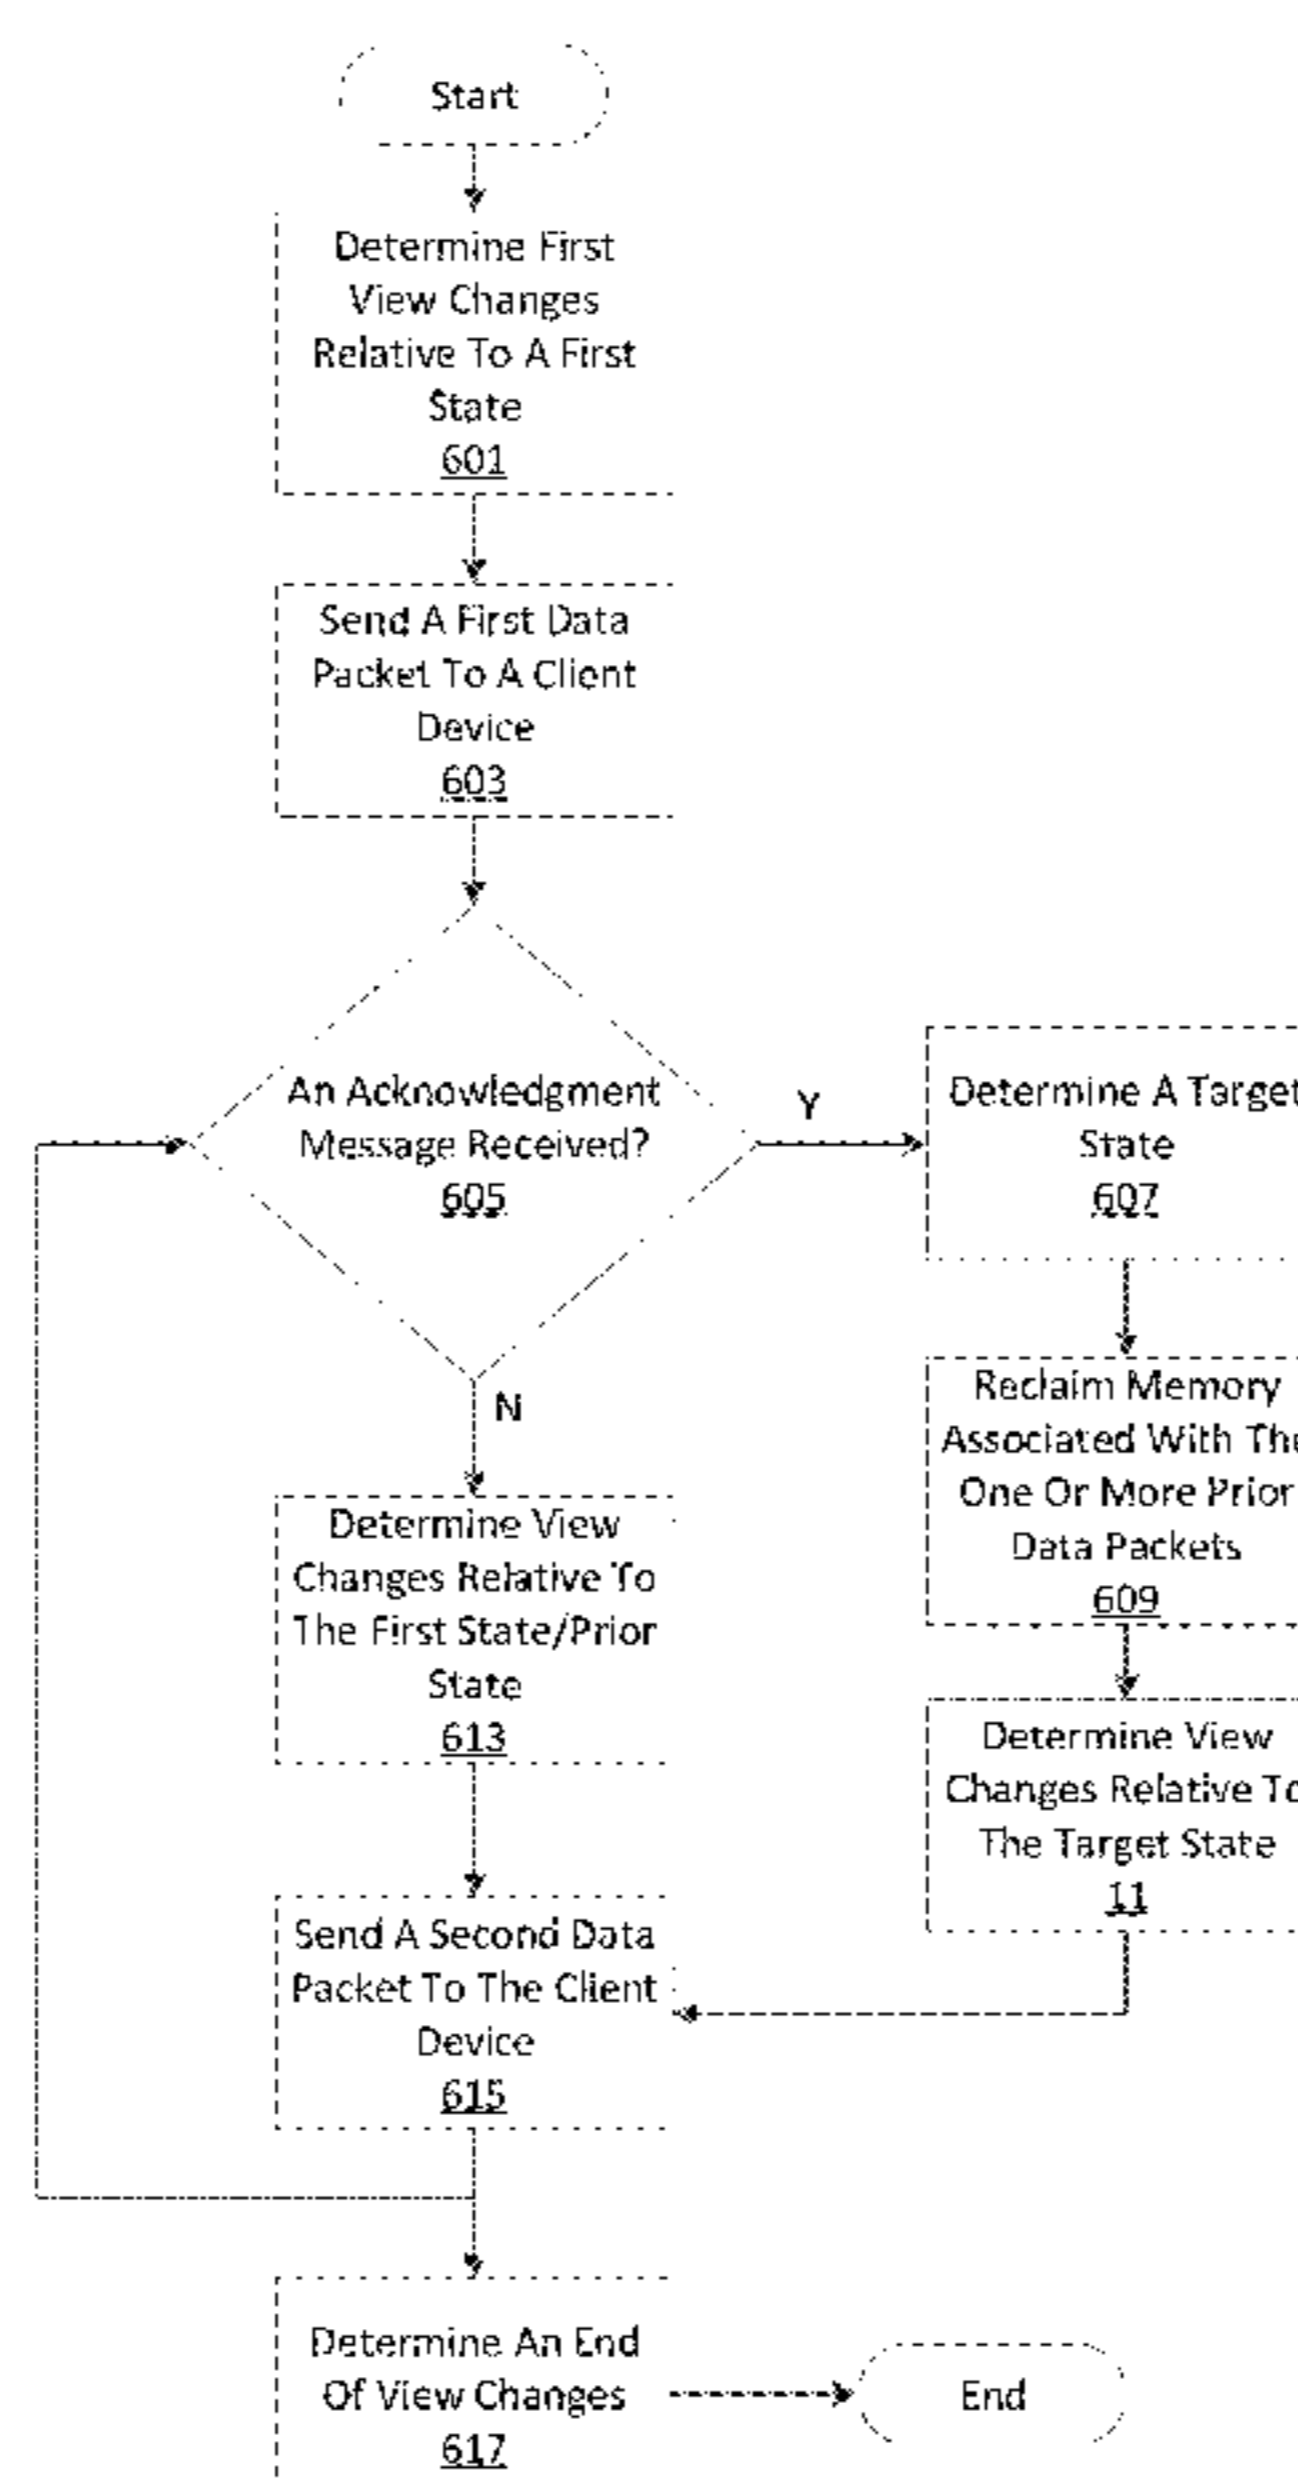 Start
Determine First
View Changes
Relative To A First
State
601
Send A First Data
Packet To A Client
Device
603
An Acknowledgment
Message Received?
605
Y
N
Determine A Target
State
607
Reclaim Memory
Associated With The
One Or More Prior
Data Packets
609
Determine View
Changes Relative To
The Target State
11
Determine View
Changes Relative To
The First State/Prior
State
613
Send A Second Data
Packet To The Client
Device
615
Determine An End
Of View Changes
617
End